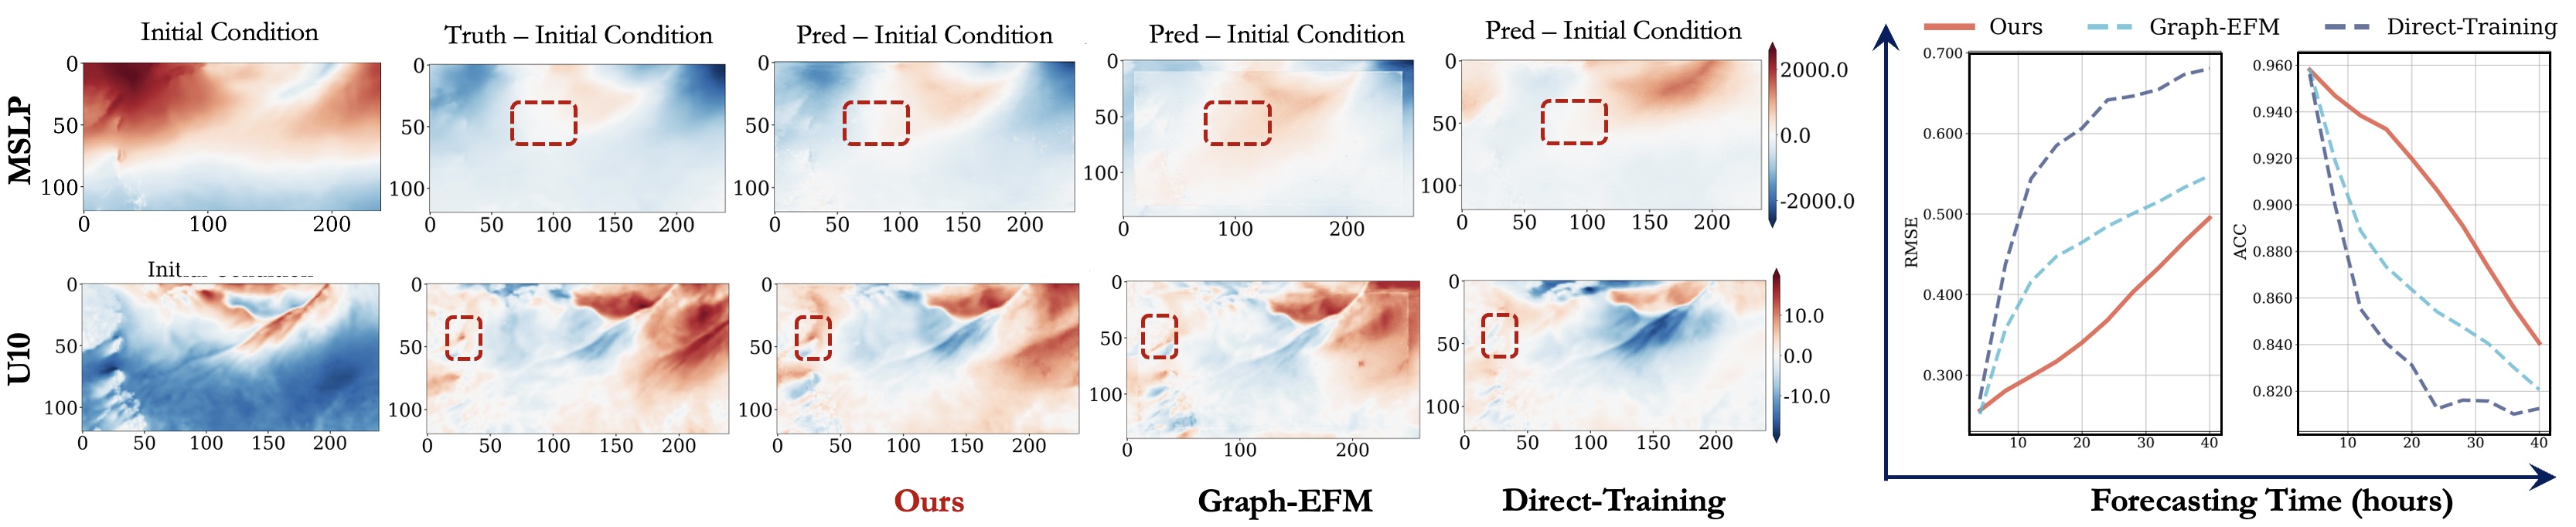 Initial Condition
Truth – Initial Condition
Pred – Initial Condition
Pred – Initial Condition
Pred – Initial Condition
MSLP
0
50
100
0 100 200
0
50
100
0 50 100 150 200
0
50
100
0 50 100 150 200
0
50
100
0 100 200
0
50
100
0 50 100 150 200
2000.0
0.0
-2000.0
U10
0
50
100
0 50 100 150 200
0
50
100
0 50 100 150 200
0
50
100
0 50 100 150 200
0
50
100
0 100 200
0
50
100
0 50 100 150 200
10.0
0.0
-10.0
Ours
Graph-EFM
Direct-Training
Ours Graph-EFM Direct-Training
RMSE
0.700
0.600
0.500
0.400
0.300
10 20 30 40
ACC
0.960
0.940
0.920
0.900
0.880
0.860
0.840
0.820
10 20 30 40
Forecasting Time (hours)